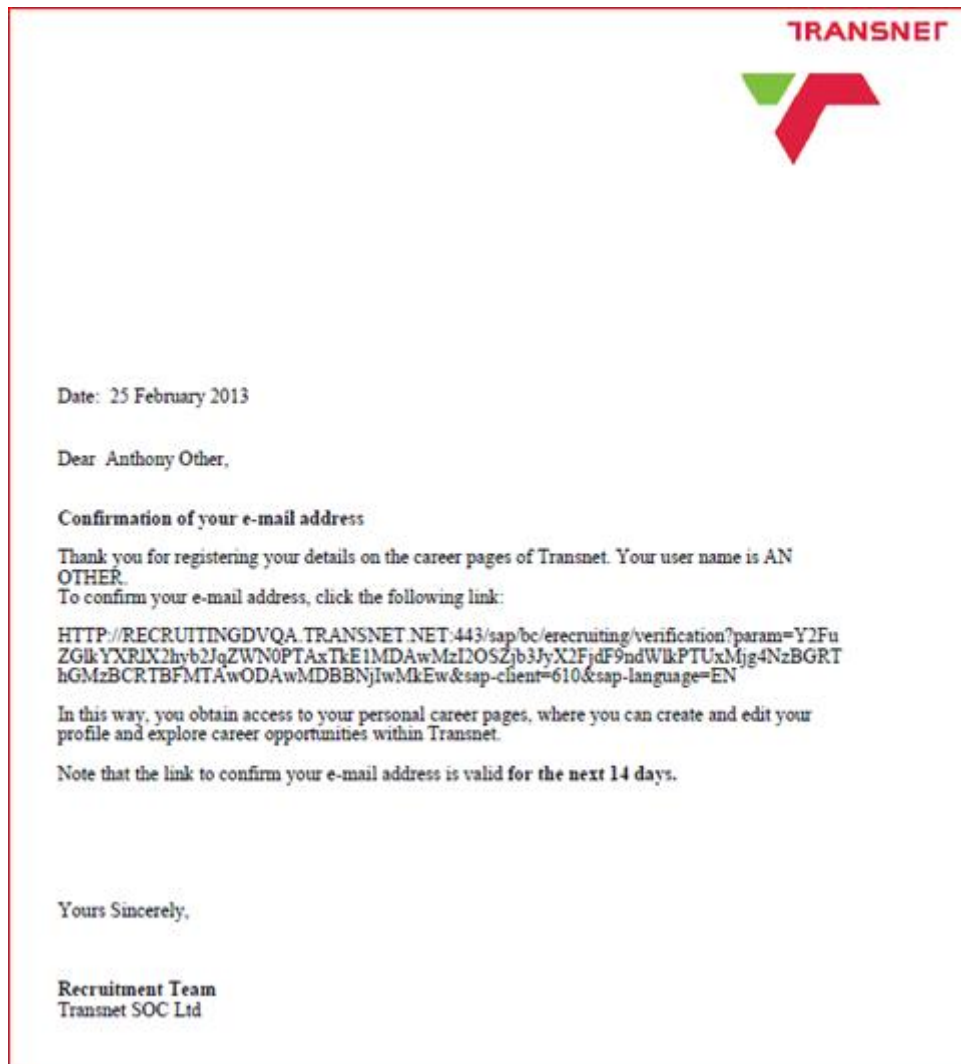 TRANSNET
Date: 25 February 2013
Dear Anthony Other,
Confirmation of your e-mail address
Thank you for registering your details on the career pages of Transnet. Your user name is AN
OTHER.
To confirm your e-mail address, click the following link:
HTTP://RECRUITINGDVQA.TRANSNET.NET:443/sap/bc/erecruiting/verification?param=Y2Fu
ZGlkYXRlX2hyb2JqZWN0PTAxTkE1MDAwMzI2OSZjb3JyX2FjdF9ndWlkPTUxMjg4NzBGRT
hGMzBCRTBFMTAwODAwMDBBNjIwMkEw&sap-client=610&sap-language=EN
In this way, you obtain access to your personal career pages, where you can create and edit your
profile and explore career opportunities within Transnet.
Note that the link to confirm your e-mail address is valid for the next 14 days.
Yours Sincerely,
Recruitment Team
Transnet SOC Ltd